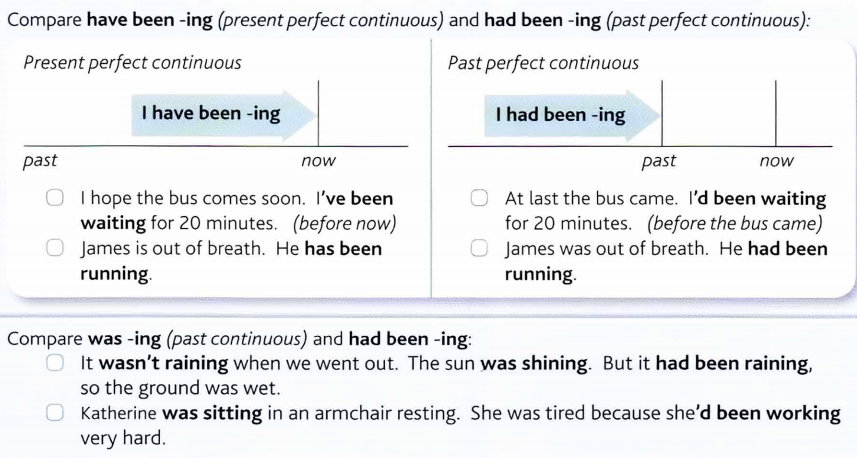 Compare have been -ing (present perfect continuous) and had been -ing (past perfect continuous):
Present perfect continuous
I have been -ing
past
now
I hope the bus comes soon. I've been
waiting for 20 minutes. (before now)
James is out of breath. He has been
running.
Past perfect continuous
I had been -ing
past
now
At last the bus came. I'd been waiting
for 20 minutes. (before the bus came)
James was out of breath. He had been
running.
Compare was -ing (past continuous) and had been -ing:
It wasn't raining when we went out. The sun was shining. But it had been raining,
so the ground was wet.
Katherine was sitting in an armchair resting. She was tired because she'd been working
very hard.